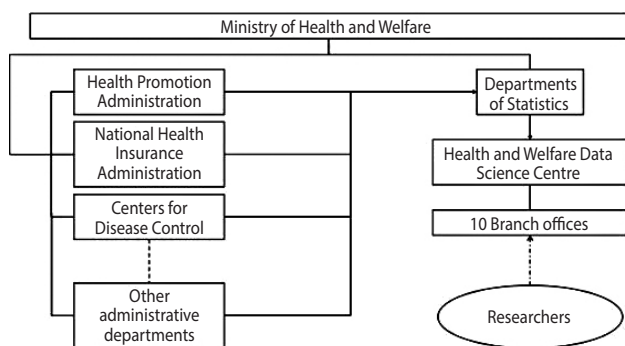 Ministry of Health and Welfare
Health Promotion
Administration
National Health
Insurance
Administration
Centers for
Disease Control
Other
administrative
departments
Departments
of Statistics
Health and Welfare Data
Science Centre
10 Branch offices
Researchers